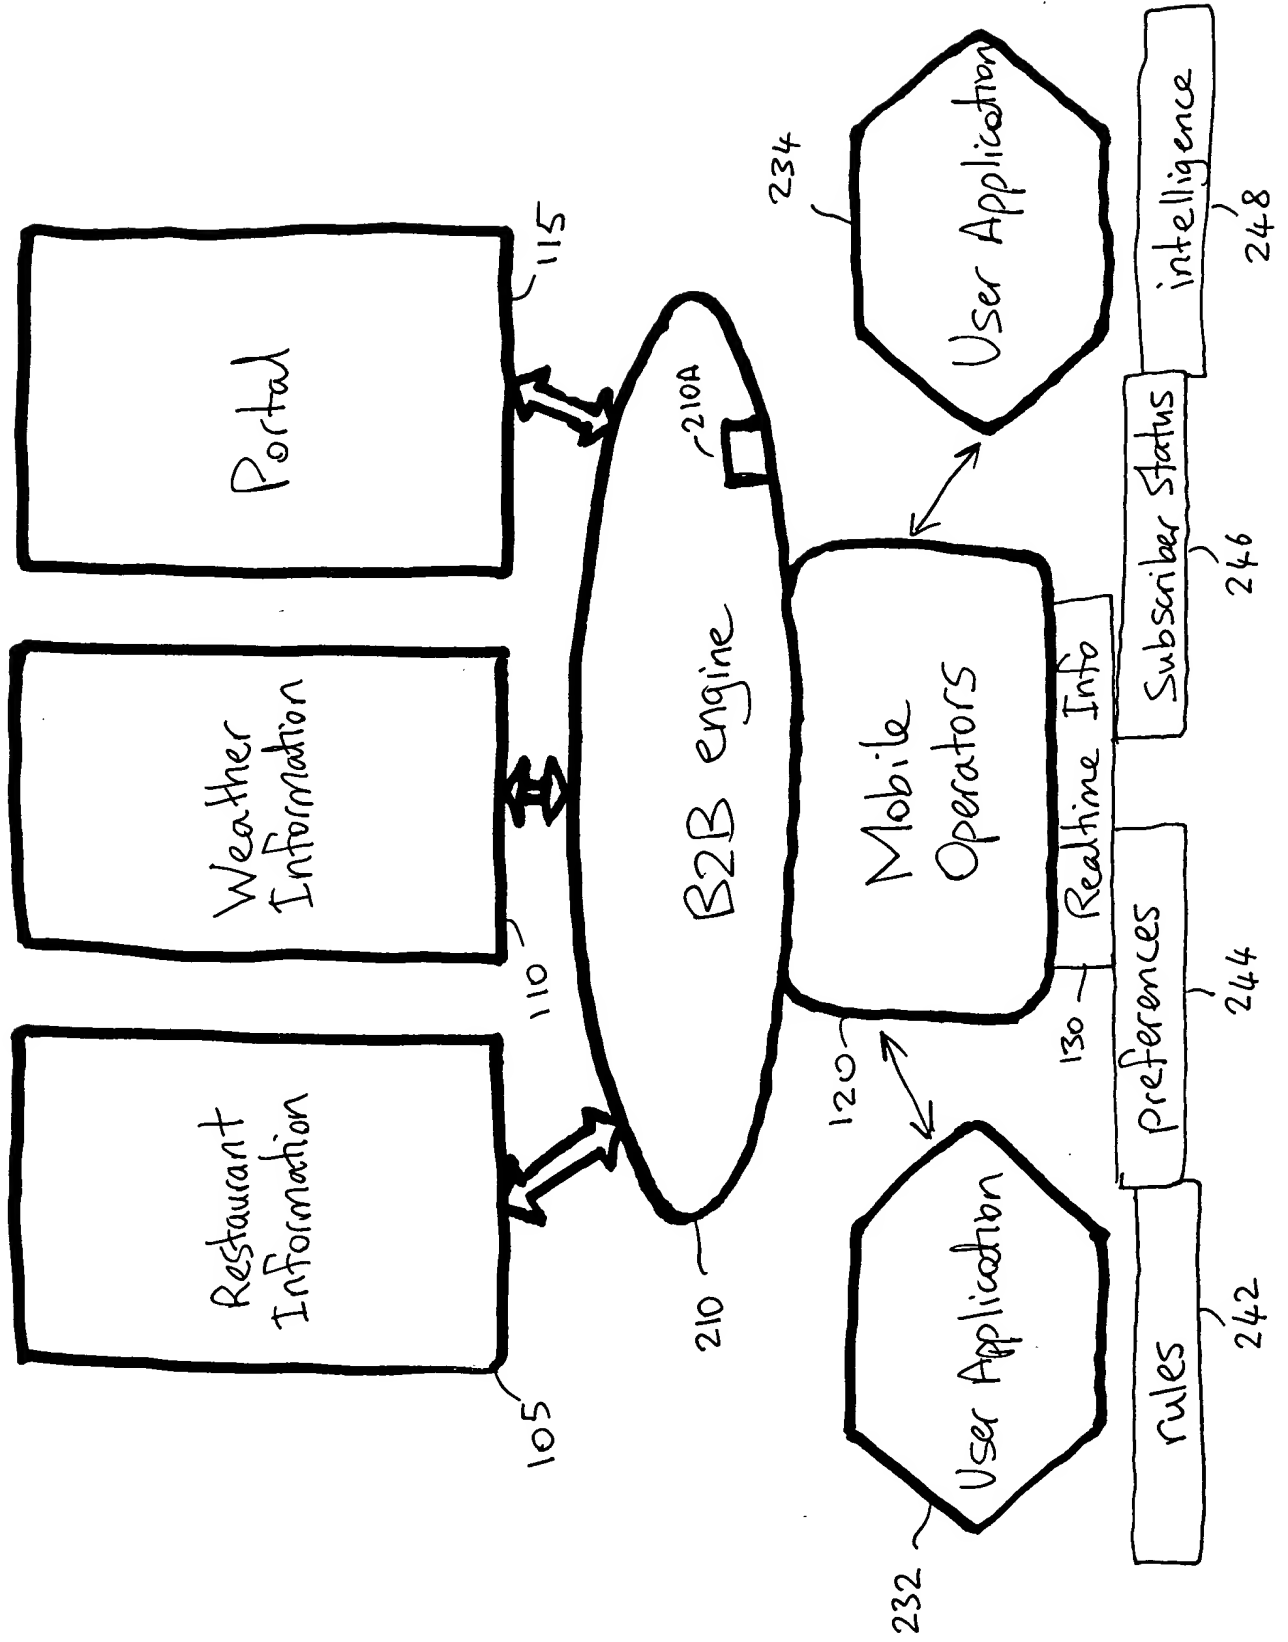 Restaurant
Information
105
Weather
Information
110
Portal
115
B2B engine
210
210A
Mobile
Operators
120
User Application
232
User Application
234
Realtime Info
130
rules
242
preferences
244
Subscriber Status
246
intelligence
248